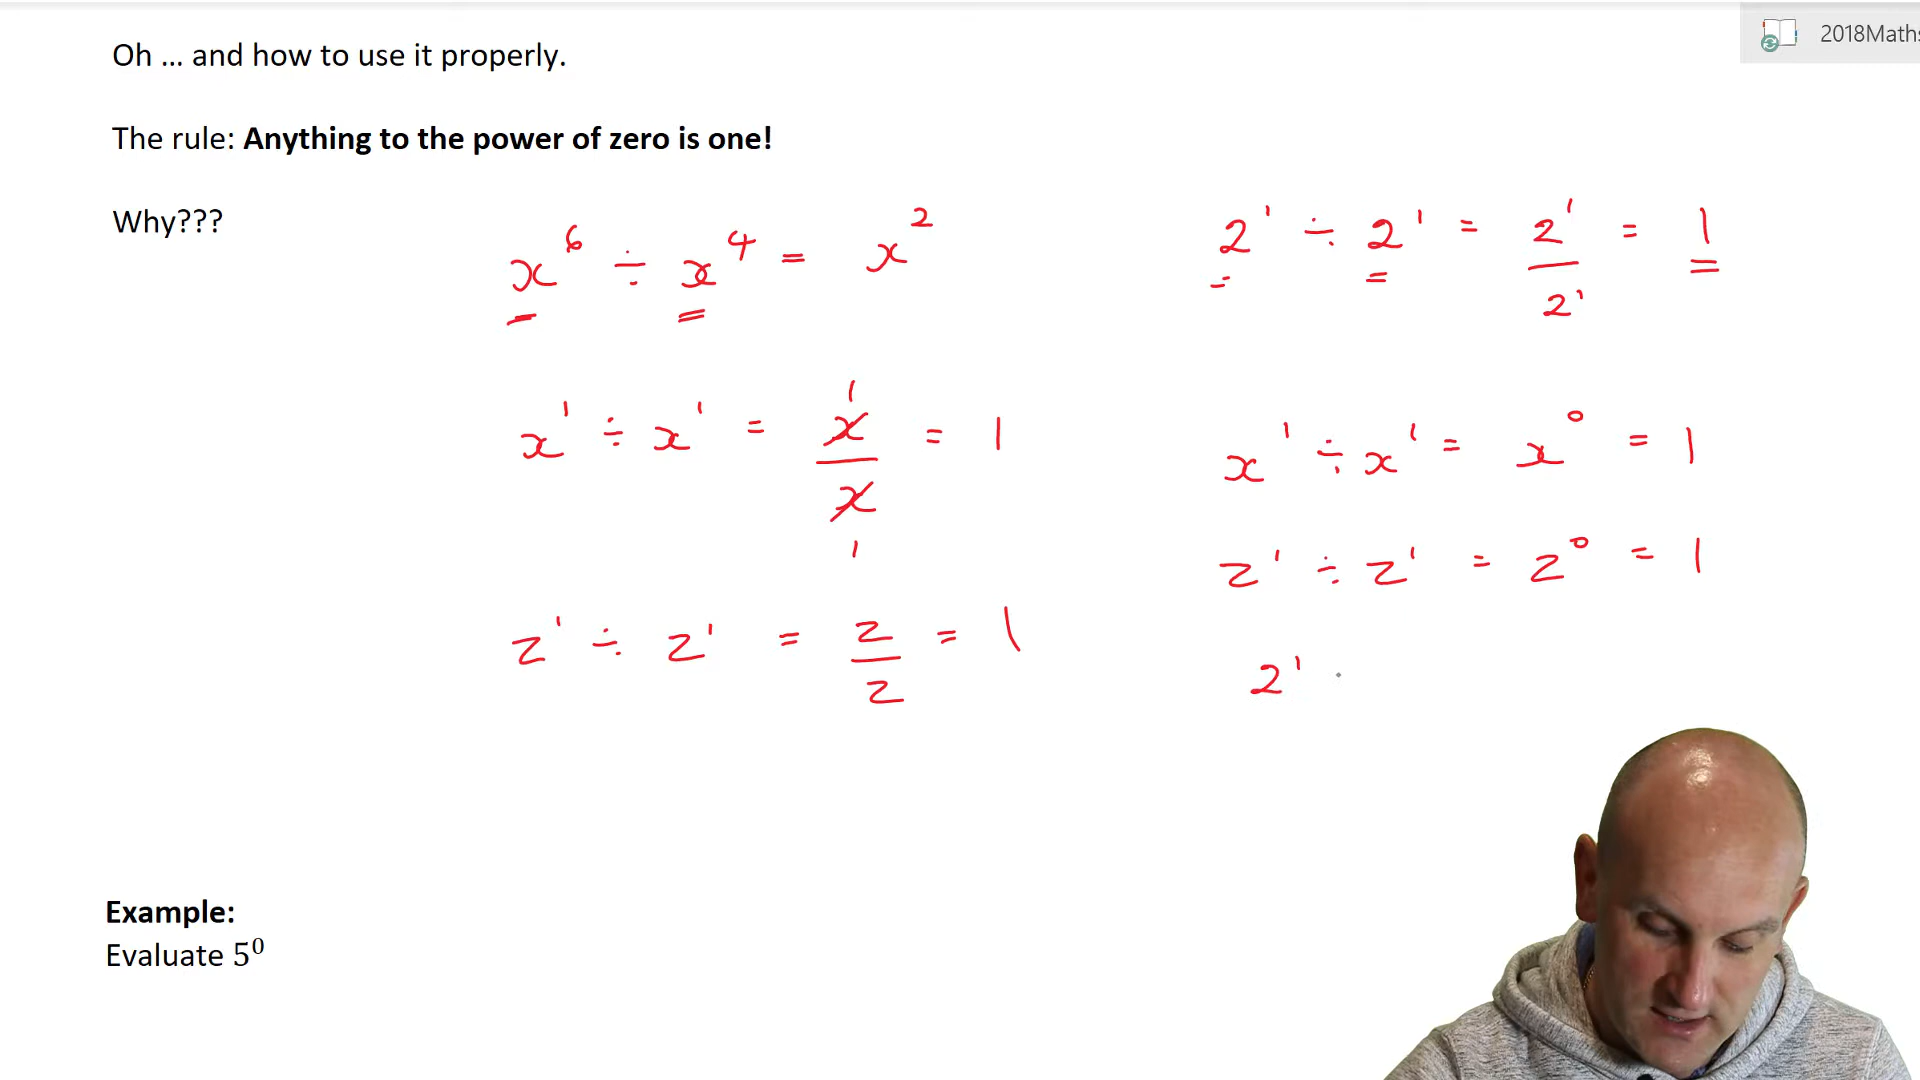 2018Maths
Oh ... and how to use it properly.
The rule: Anything to the power of zero is one!
Why???
x⁶ ÷ x⁴ = x²
x¹ ÷ x¹ = x̸¹/x̸₁ = 1
z¹ ÷ z¹ = z/z = 1
2¹ ÷ 2¹ = 2¹/2¹ = 1
x¹ ÷ x¹ = x⁰ = 1
z¹ ÷ z¹ = z⁰ = 1
2¹
Example:
Evaluate 5⁰